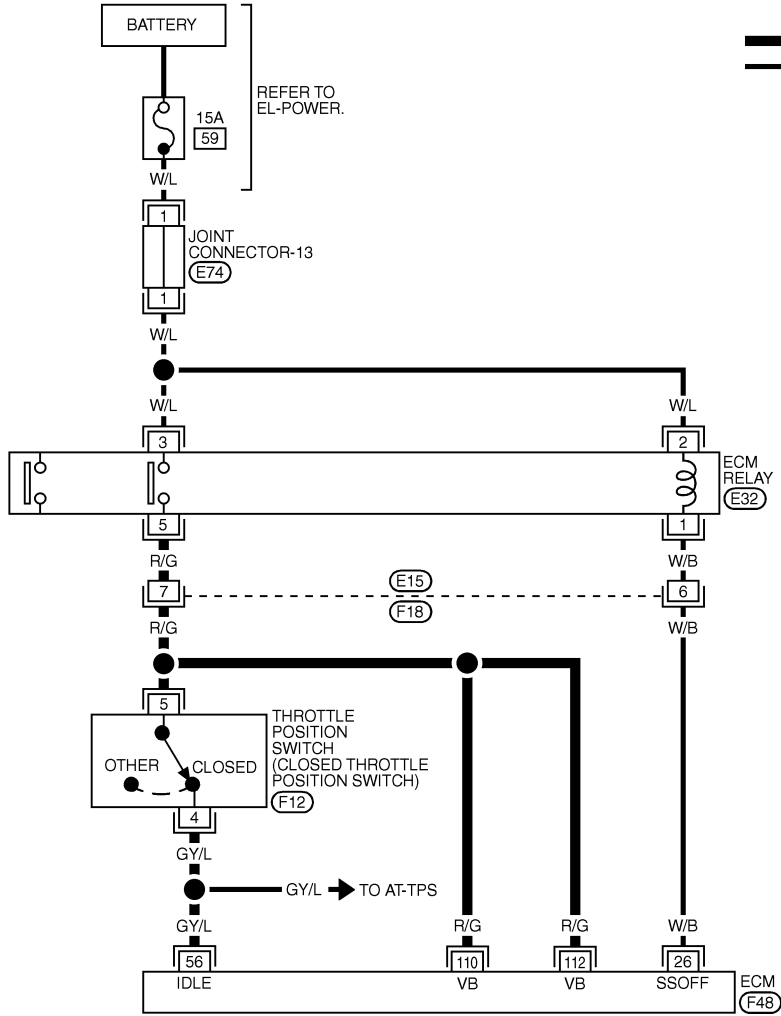 BATTERY
REFER TO
EL-POWER.
15A
59
W/L
1
JOINT
CONNECTOR-13
E74
1
W/L
W/L
W/L
3
2
ECM
RELAY
E32
5
1
R/G
W/B
E15
7
6
F18
R/G
W/B
5
THROTTLE
POSITION
SWITCH
(CLOSED THROTTLE
POSITION SWITCH)
F12
OTHER
CLOSED
4
GY/L
GY/L
TO AT-TPS
GY/L
R/G
R/G
W/B
56
110
112
26
IDLE
VB
VB
SSOFF
ECM
F48